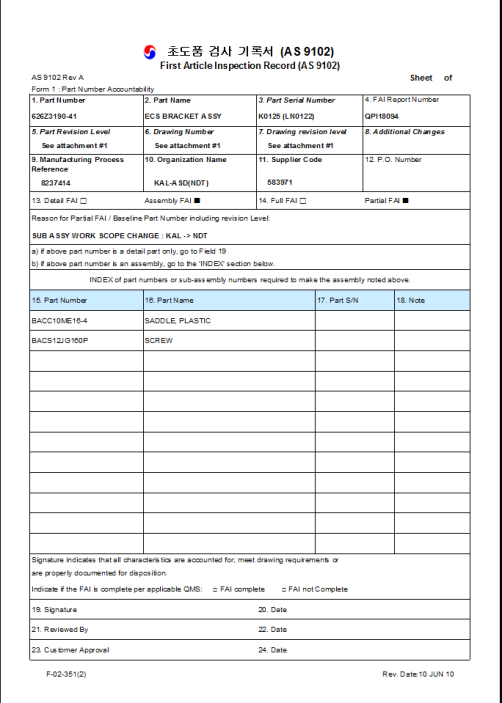 초도품 검사 기록서 (AS 9102)
First Article Inspection Record (AS 9102)
AS 9102 Rev A
Sheet of
Form 1 : Part Number Accountability
1. Part Number 2. Part Name 3. Part Serial Number 4. FAI Report Number
626Z3190-41 ECS BRACKET ASSY K0125 (LN0122) QPI18094
5. Part Revision Level 6. Drawing Number 7. Drawing revision level 8. Additional Changes
See attachment #1 See attachment #1 See attachment #1
9. Manufacturing Process Reference 10. Organization Name 11. Supplier Code 12. P.O. Number
8237414 KAL-ASD(NDT) 583971
13. Detail FAI □ Assembly FAI ■ 14. Full FAI □ Partial FAI ■
Reason for Partial FAI / Baseline Part Number including revision Level:
SUB ASSY WORK SCOPE CHANGE : KAL -> NDT
a) if above part number is a detail part only, go to Field 19
b) if above part number is an assembly, go to the 'INDEX' section below.
INDEX of part numbers or sub-assembly numbers required to make the assembly noted above.
15. Part Number 16. Part Name 17. Part S/N 18. Note
BACC10ME16-4 SADDLE, PLASTIC
BACS12JG160P SCREW
Signature indicates that all characteristics are accounted for; meet drawing requirements or
are properly documented for disposition.
Indicate if the FAI is complete per applicable QMS: □ FAI complete □ FAI not Complete
19. Signature 20. Date
21. Reviewed By 22. Date
23. Customer Approval 24. Date
F-02-351(2) Rev. Date:10 JUN 10